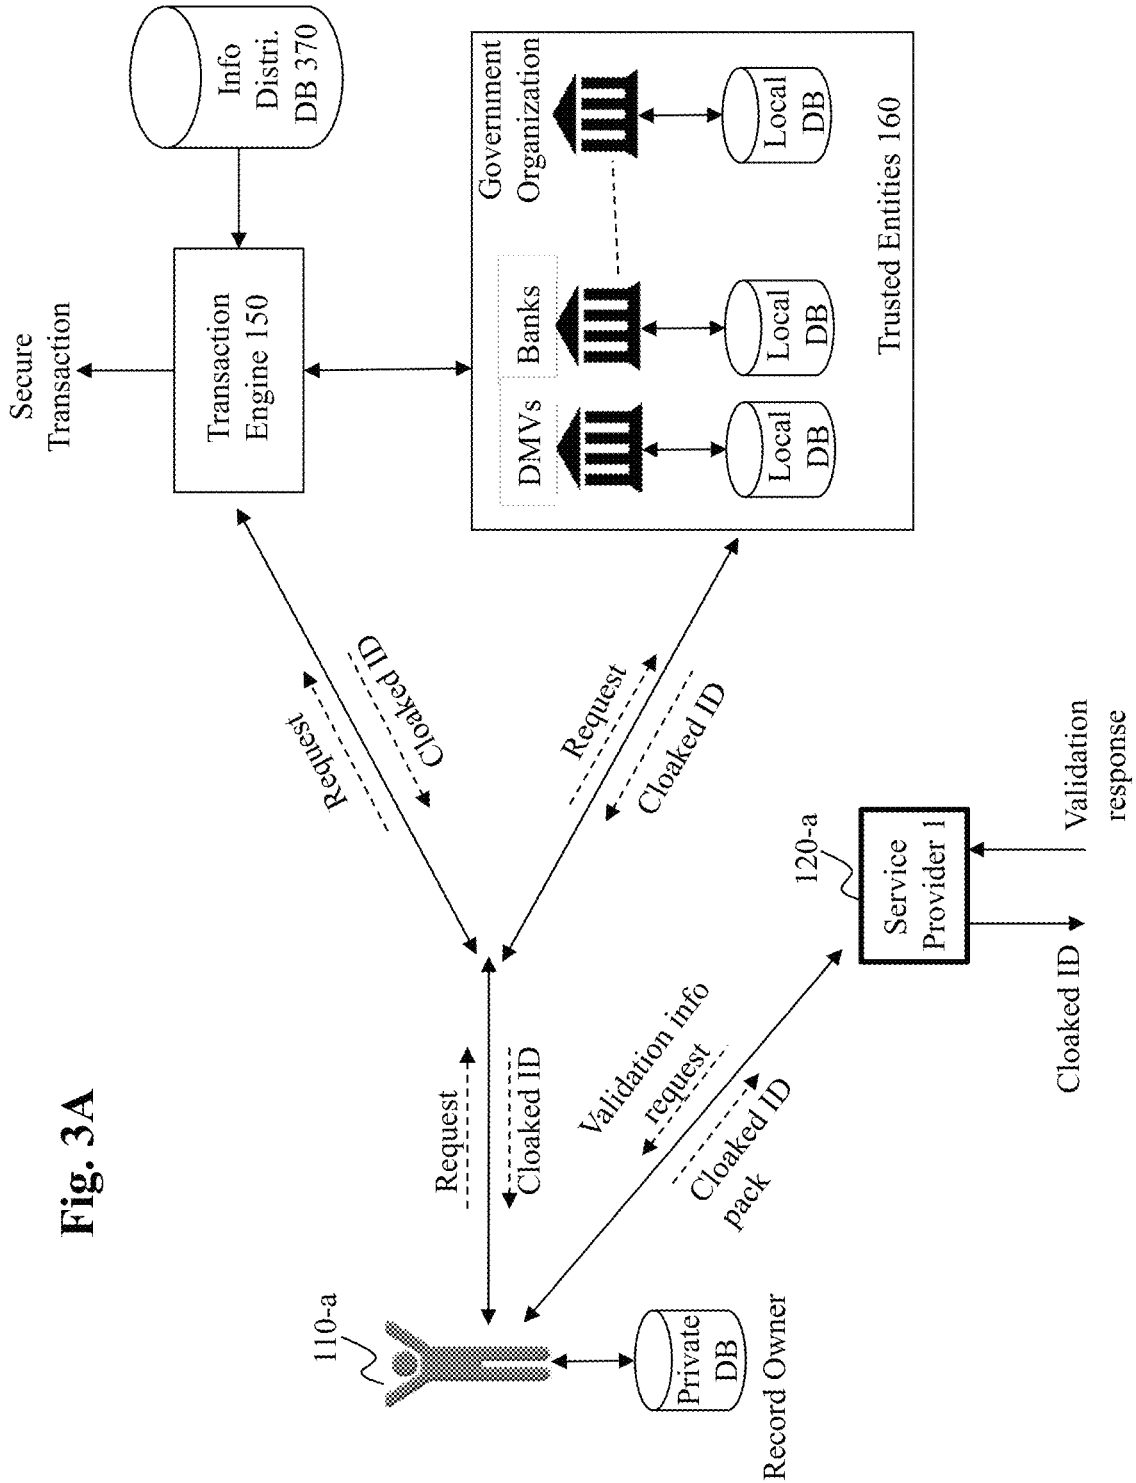 Fig. 3A
110-a
Private
DB
Record Owner
Request
Cloaked ID
Validation info
request
Cloaked ID
pack
Request
Cloaked ID
Request
Cloaked ID
120-a
Service
Provider 1
Cloaked ID
Validation
response
Secure
Transaction
Transaction
Engine 150
Info
Distri.
DB 370
DMVs
Banks
Government
Organization
Local
DB
Local
DB
Local
DB
Trusted Entities 160